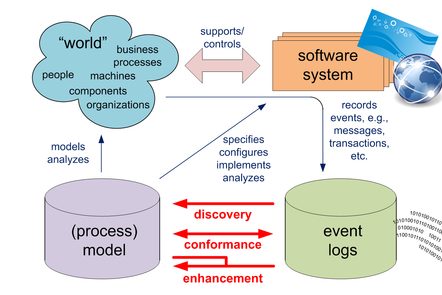 "world"
business
processes
people
machines
components
organizations
supports/
controls
software
system
records
events, e.g.,
messages,
transactions,
etc.
specifies
configures
implements
analyzes
models
analyzes
(process)
model
discovery
conformance
enhancement
event
logs